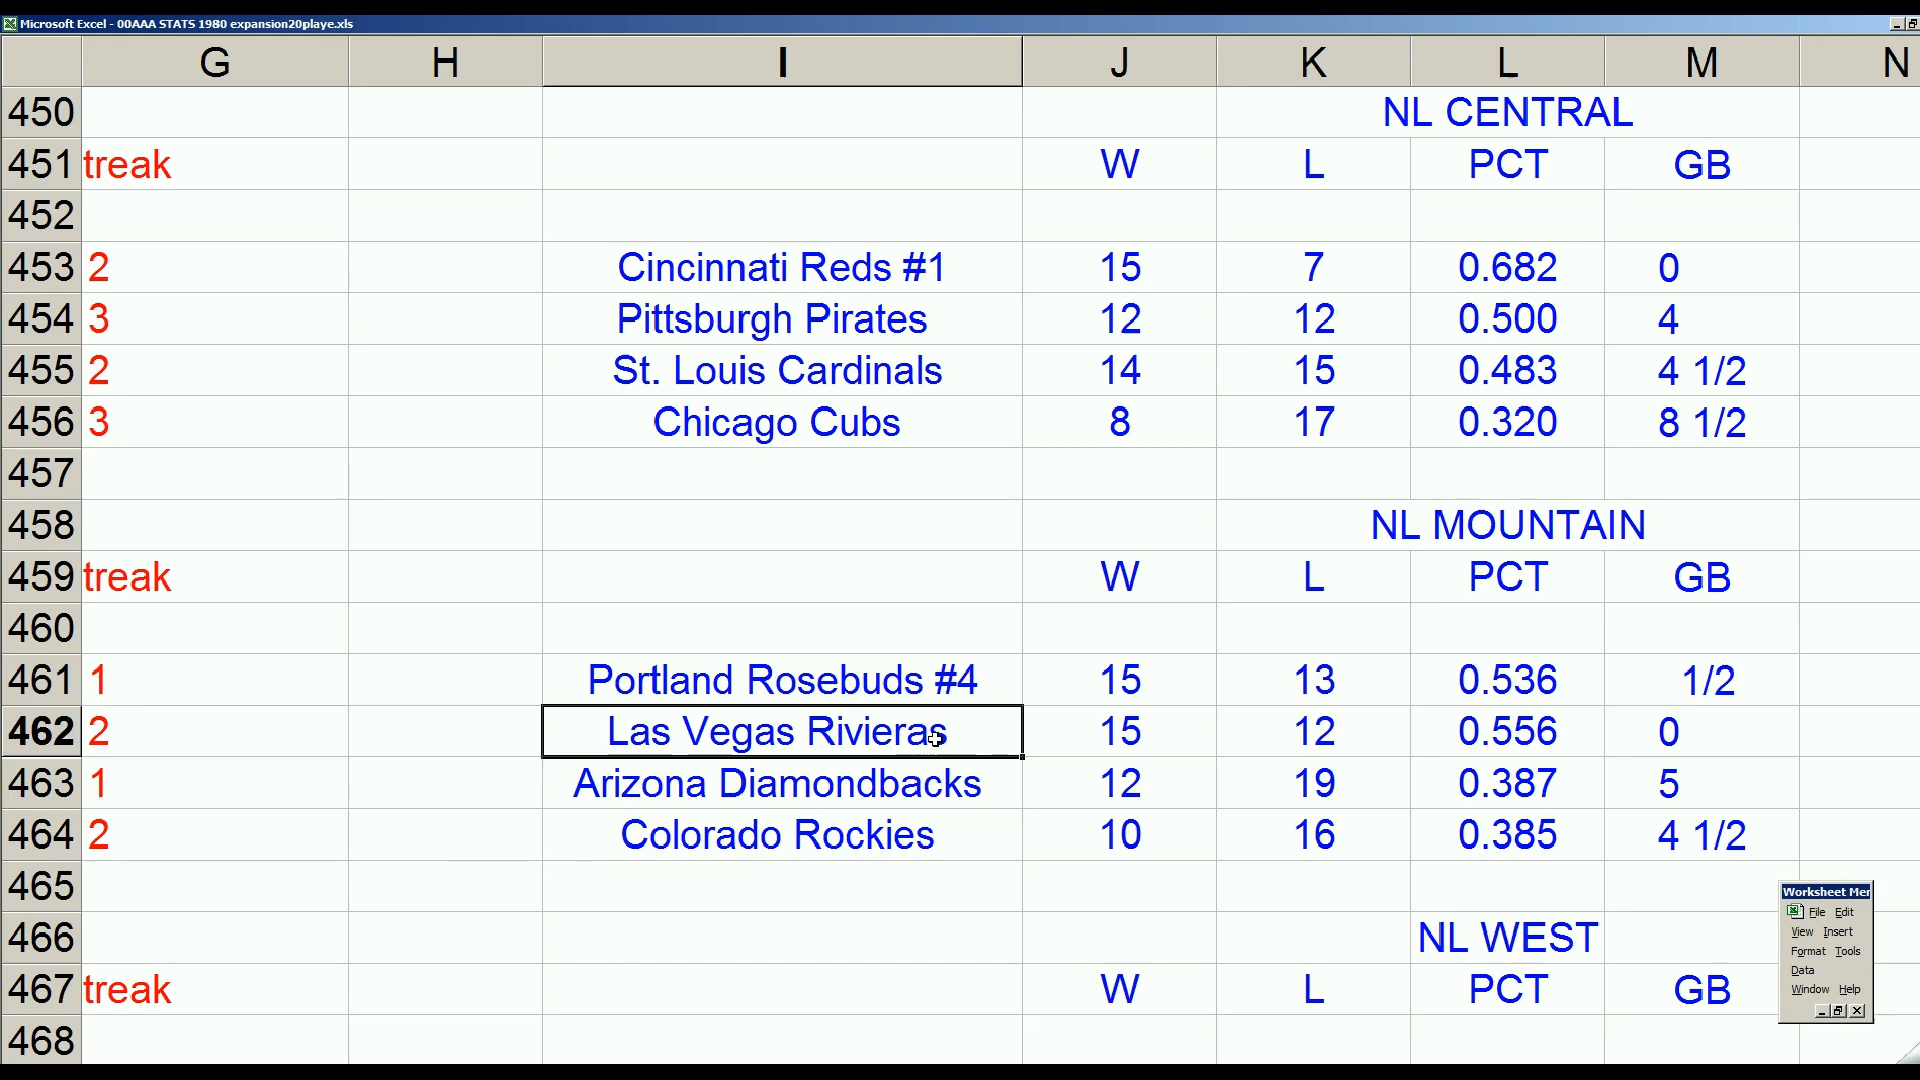 Microsoft Excel - 00AAA STATS 1980 expansion20playe.xls
G H I J K L M N
450 NL CENTRAL
451 treak W L PCT GB
452
453 2 Cincinnati Reds #1 15 7 0.682 0
454 3 Pittsburgh Pirates 12 12 0.500 4
455 2 St. Louis Cardinals 14 15 0.483 4 1/2
456 3 Chicago Cubs 8 17 0.320 8 1/2
457
458 NL MOUNTAIN
459 treak W L PCT GB
460
461 1 Portland Rosebuds #4 15 13 0.536 1/2
462 2 Las Vegas Rivieras 15 12 0.556 0
463 1 Arizona Diamondbacks 12 19 0.387 5
464 2 Colorado Rockies 10 16 0.385 4 1/2
465
466 NL WEST
467 treak W L PCT GB
468
Worksheet Mer
File Edit
View Insert
Format Tools
Data
Window Help